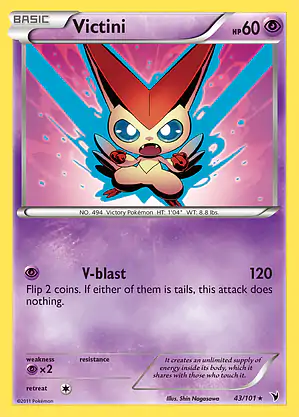 BASIC Victini HP60
NO. 494 Victory Pokémon HT: 1'04" WT: 8.8 lbs.
V-blast 120
Flip 2 coins. If either of them is tails, this attack does
nothing.
weakness resistance
×2
retreat
It creates an unlimited supply of
energy inside its body, which it
shares with those who touch it.
Illus. Shin Nagasawa 43/101
©2011 Pokémon